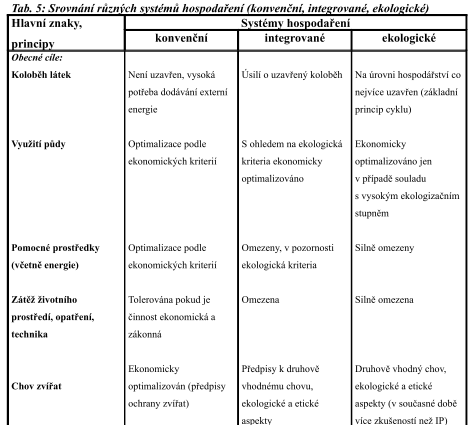 Tab. 5: Srovnání různých systémů hospodaření (konvenční, integrované, ekologické)
Hlavní znaky,
principy
Systémy hospodaření
konvenční
integrované
ekologické
Obecné cíle:
Koloběh látek
Není uzavřen, vysoká
potřeba dodávání externí
energie
Úsilí o uzavřený koloběh
Na úrovni hospodářství co
nejvíce uzavřen (základní
princip cyklu)
Využití půdy
Optimalizace podle
ekonomických kriterií
S ohledem na ekologická
kriteria ekonomicky
optimalizováno
Ekonomicky
optimalizováno jen
v případě souladu
s vysokým ekologizačním
stupněm
Pomocné prostředky
(včetně energie)
Optimalizace podle
ekonomických kriterií
Omezeny, v pozornosti
ekologická kriteria
Silně omezeny
Zátěž životního
prostředí, opatření,
technika
Tolerována pokud je
činnost ekonomická a
zákonná
Omezena
Silně omezena
Chov zvířat
Ekonomicky
optimalizován (předpisy
ochrany zvířat)
Předpisy k druhově
vhodnému chovu,
ekologické a etické
aspekty
Druhově vhodný chov,
ekologické a etické
aspekty (v současné době
více zkušeností než IP)